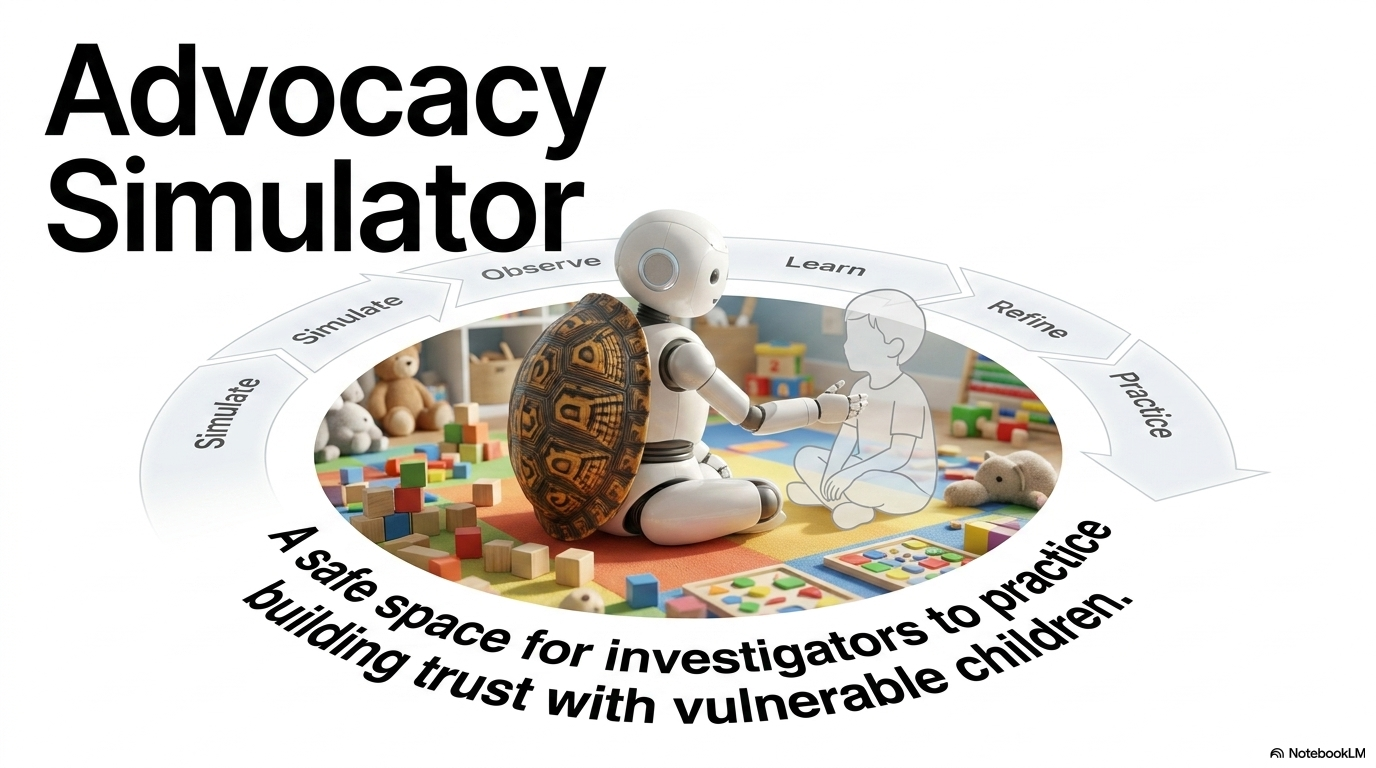 Advocacy
Simulator
Simulate
Simulate
Observe
Learn
Refine
Practice
2
A safe space for investigators to practice
building trust with vulnerable children.
NotebookLM